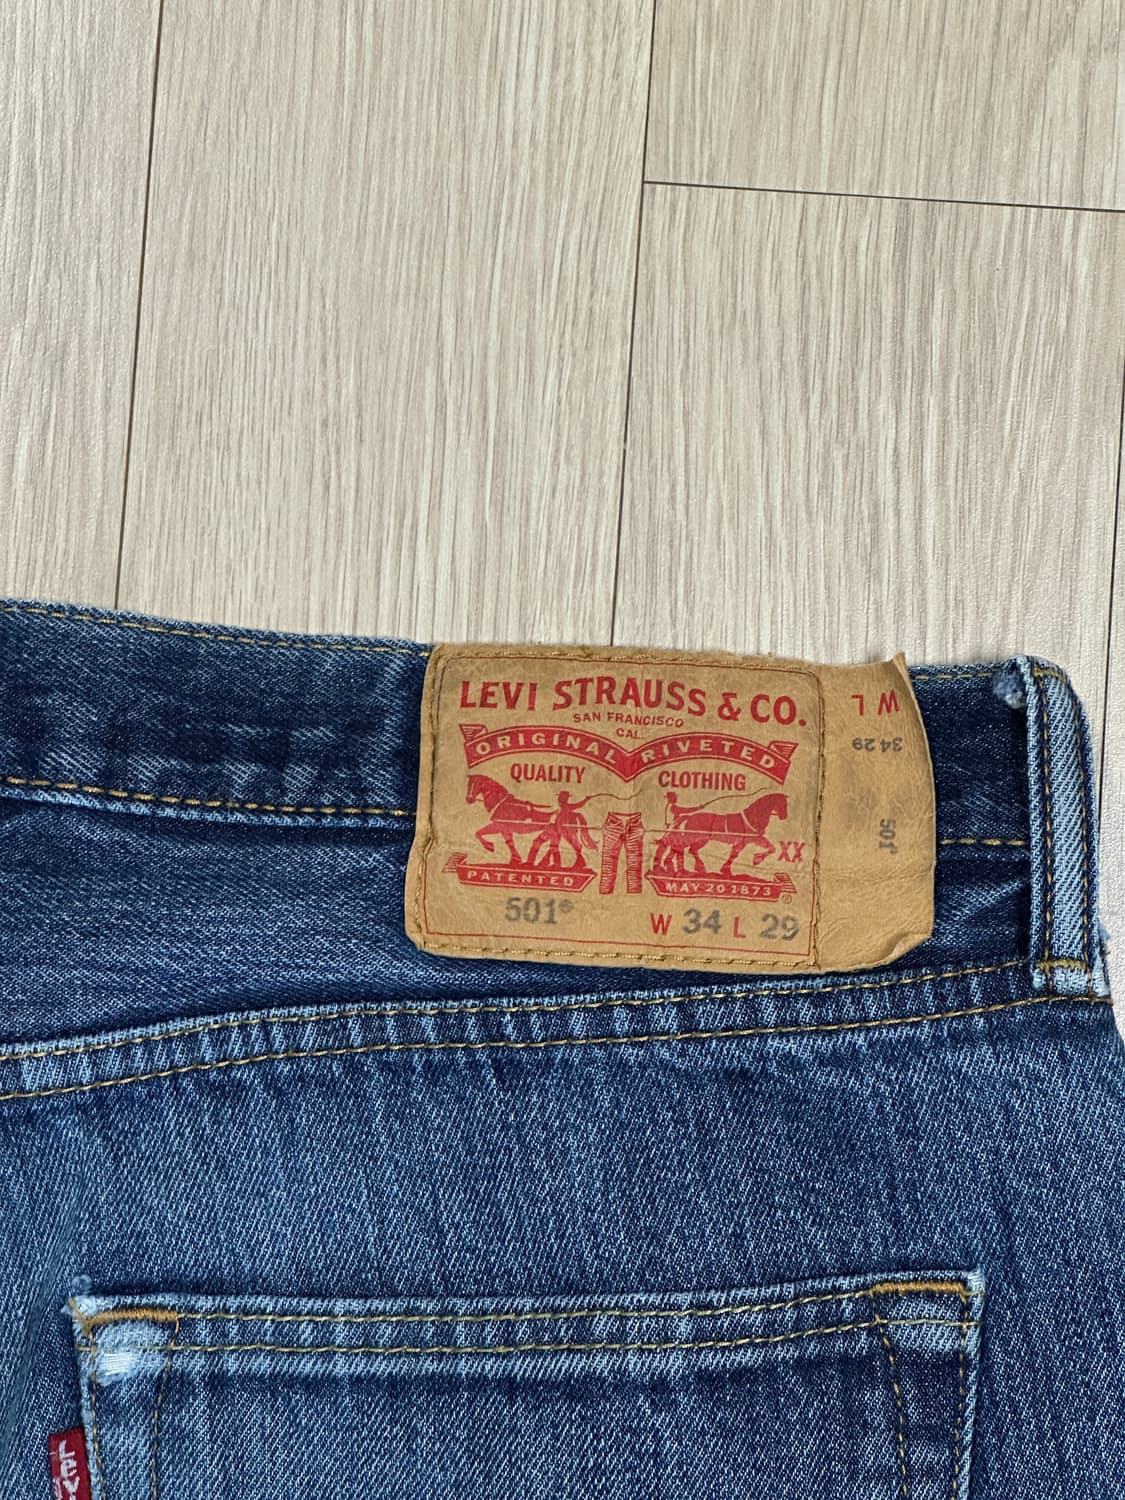 LEVI STRAUSS & CO.
SAN FRANCISCO
CAL.
ORIGINAL RIVETED
QUALITY CLOTHING
XX
PATENTED MAY 20 1873 ®
501® W 34 L 29
W L
34 29
501®
Levi